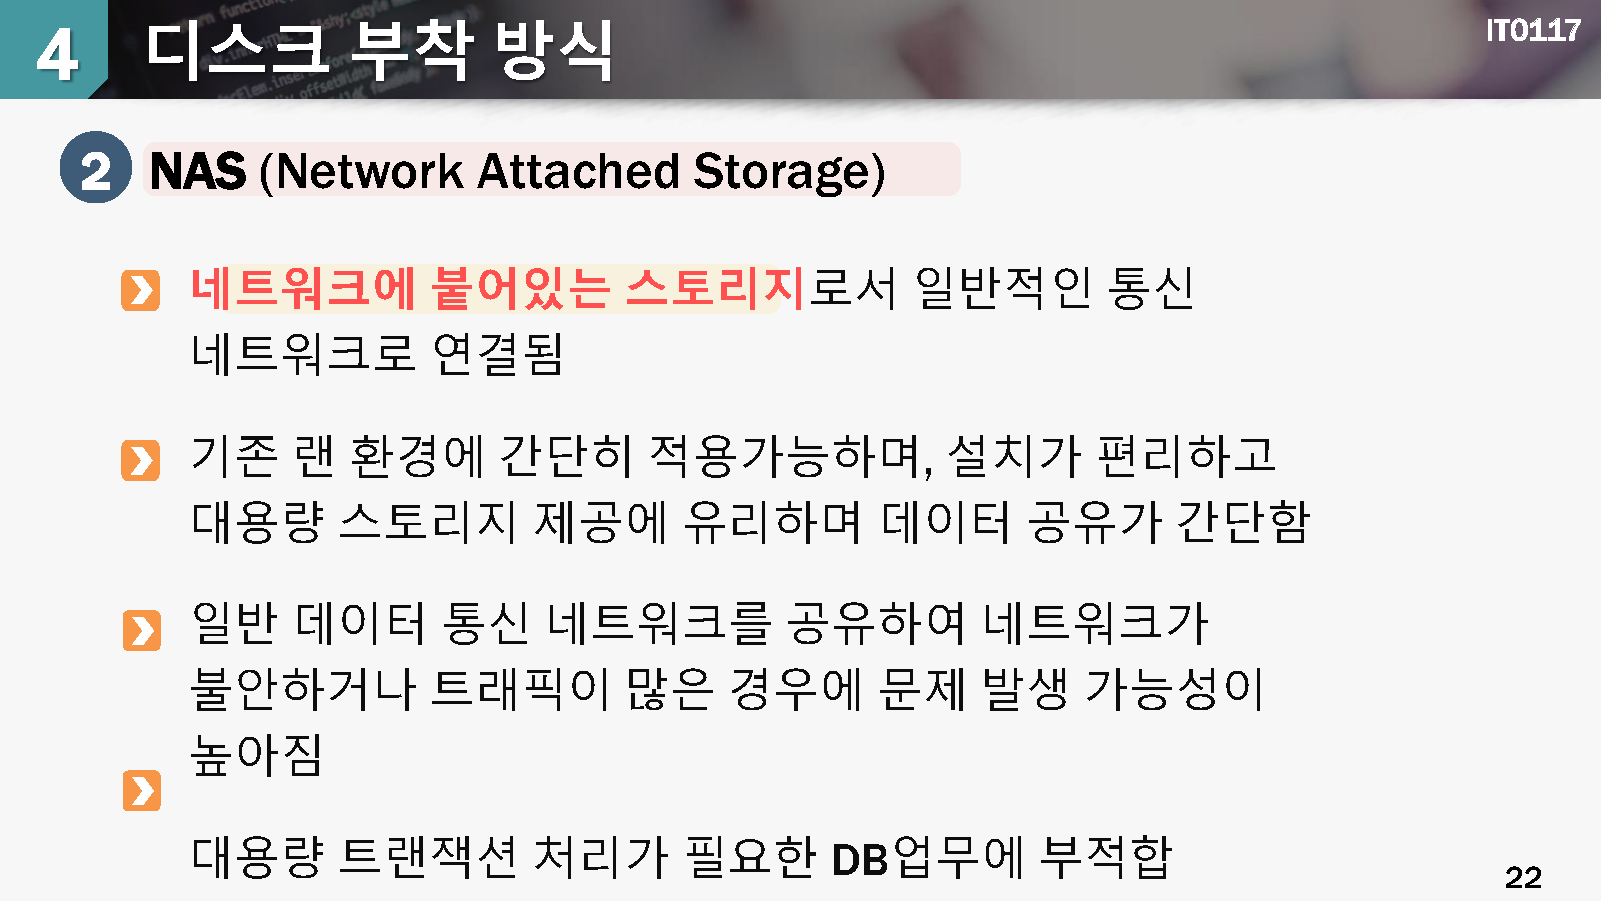 4 디스크 부착 방식
IT0117
2 NAS (Network Attached Storage)
네트워크에 붙어있는 스토리지로서 일반적인 통신
네트워크로 연결됨
기존 랜 환경에 간단히 적용가능하며, 설치가 편리하고
대용량 스토리지 제공에 유리하며 데이터 공유가 간단함
일반 데이터 통신 네트워크를 공유하여 네트워크가
불안하거나 트래픽이 많은 경우에 문제 발생 가능성이
높아짐
대용량 트랜잭션 처리가 필요한 DB업무에 부적합
22